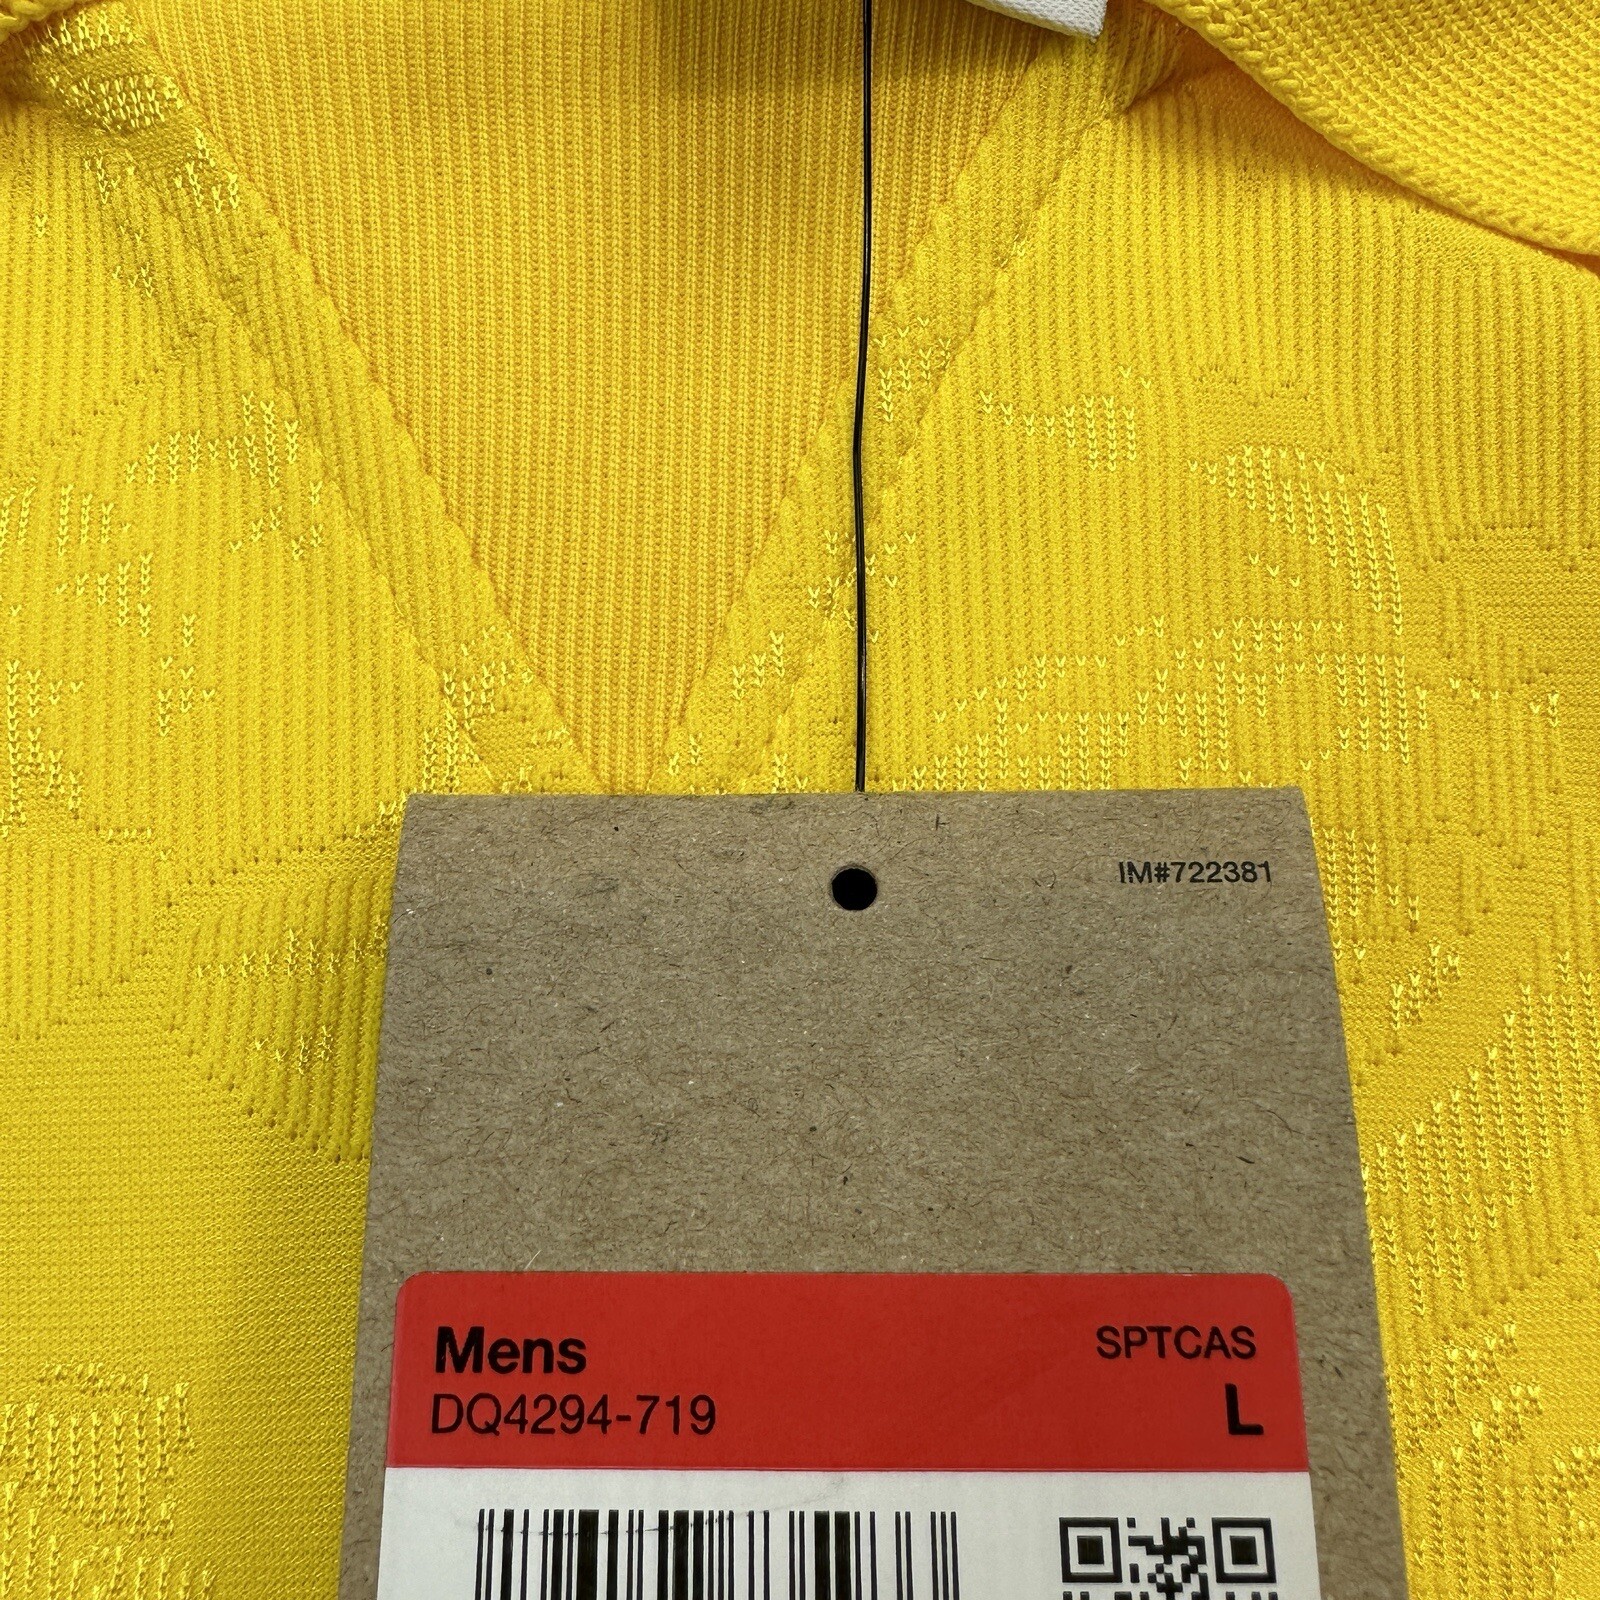 IM#722381
Mens
SPTCAS
DQ4294-719
L